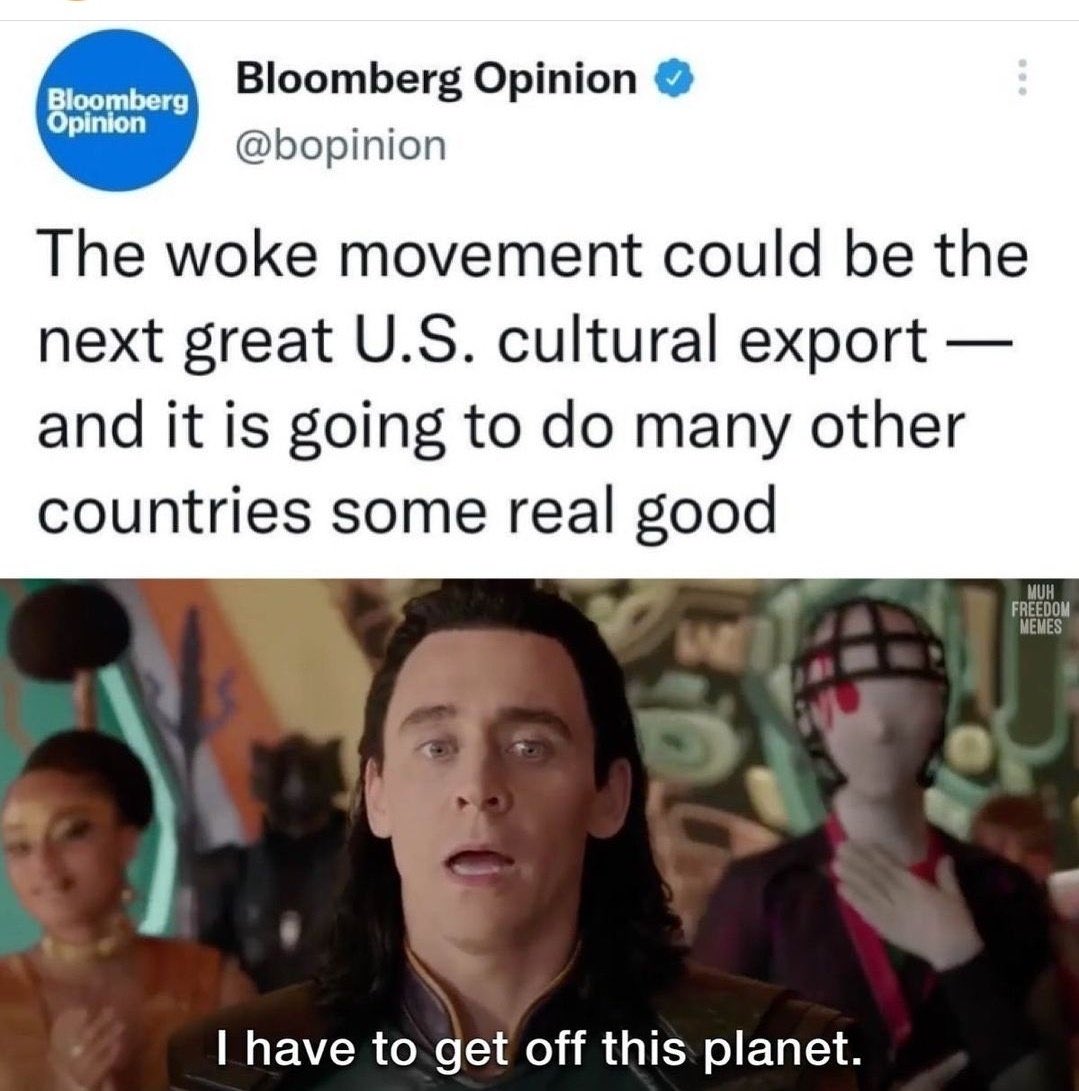 Bloomberg
Opinion
Bloomberg Opinion
@bopinion
The woke movement could be the
next great U.S. cultural export —
and it is going to do many other
countries some real good
MUH
FREEDOM
MEMES
I have to get off this planet.